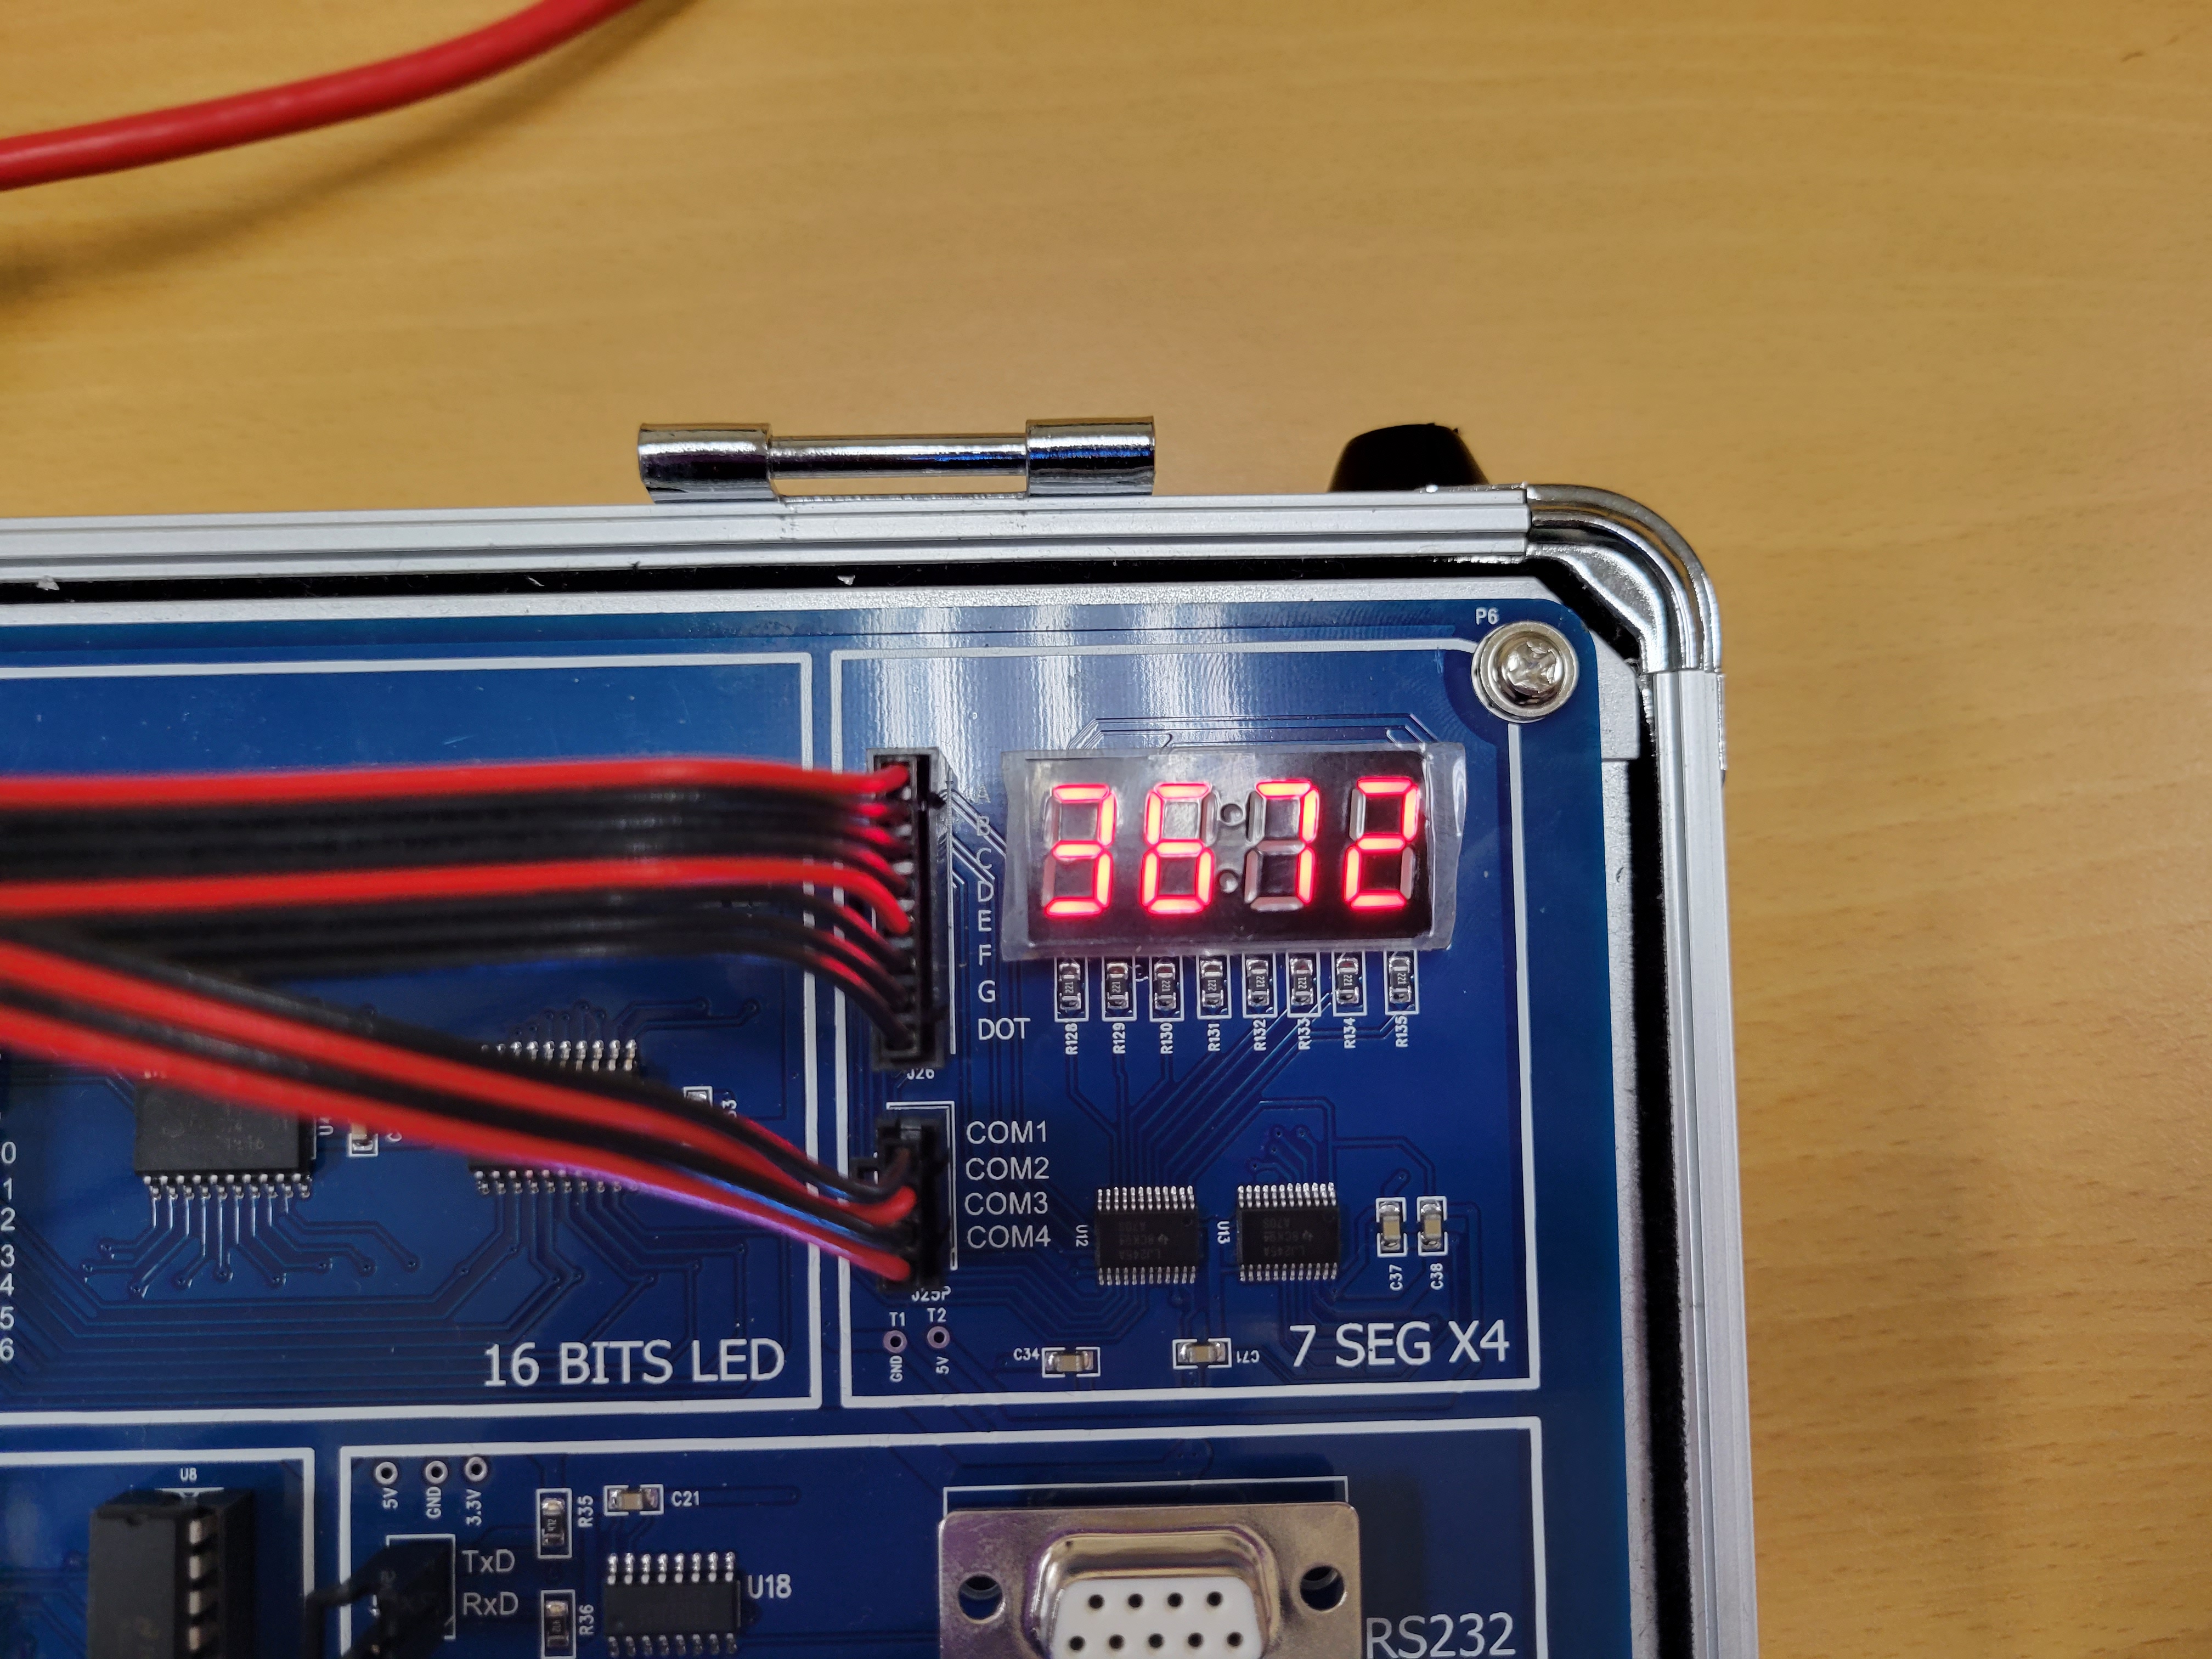 P6
3672
A
B
C
D
E
F
G
DOT
J26
R128 R129 R130 R131 R132 R133 R134 R135
COM1
COM2
COM3
COM4
J25P
U12
U13
C37 C38
T1 T2
GND 5V
C34
C71
7 SEG X4
16 BITS LED
0
1
2
3
4
5
6
U8
5V GND 3.3V
R35
C21
TxD
RxD
R36
U18
RS232